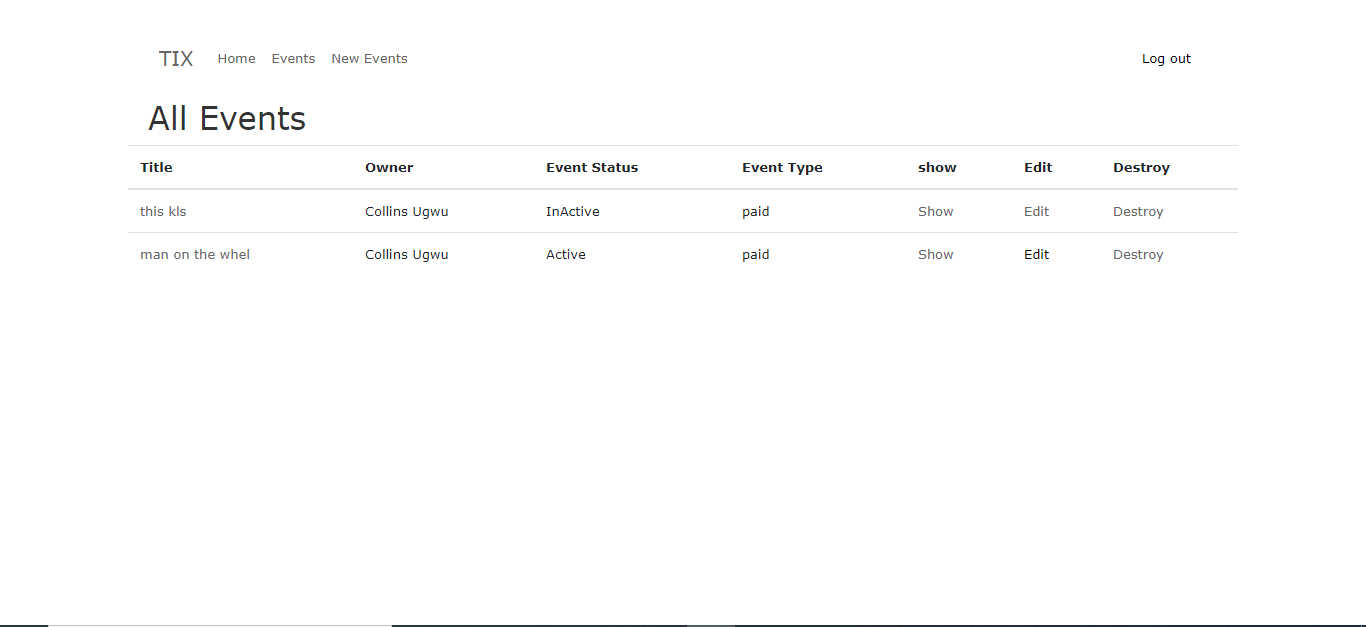 TIX Home Events New Events Log out
All Events
Title Owner Event Status Event Type show Edit Destroy
this kls Collins Ugwu InActive paid Show Edit Destroy
man on the whel Collins Ugwu Active paid Show Edit Destroy